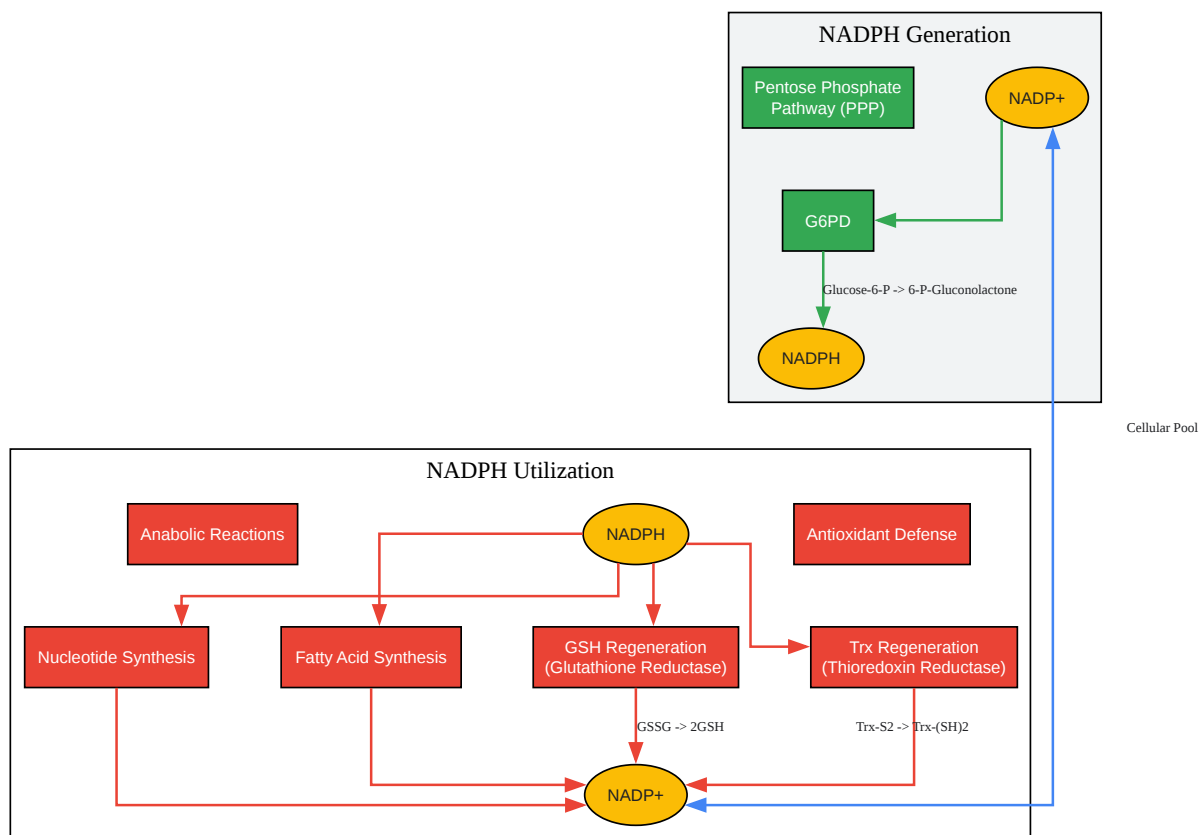 NADPH Generation
Pentose Phosphate
Pathway (PPP)
NADP+
G6PD
Glucose-6-P -> 6-P-Gluconolactone
NADPH
Cellular Pool
NADPH Utilization
Anabolic Reactions
NADPH
Antioxidant Defense
Nucleotide Synthesis
Fatty Acid Synthesis
GSH Regeneration
(Glutathione Reductase)
Trx Regeneration
(Thioredoxin Reductase)
GSSG -> 2GSH
Trx-S2 -> Trx-(SH)2
NADP+